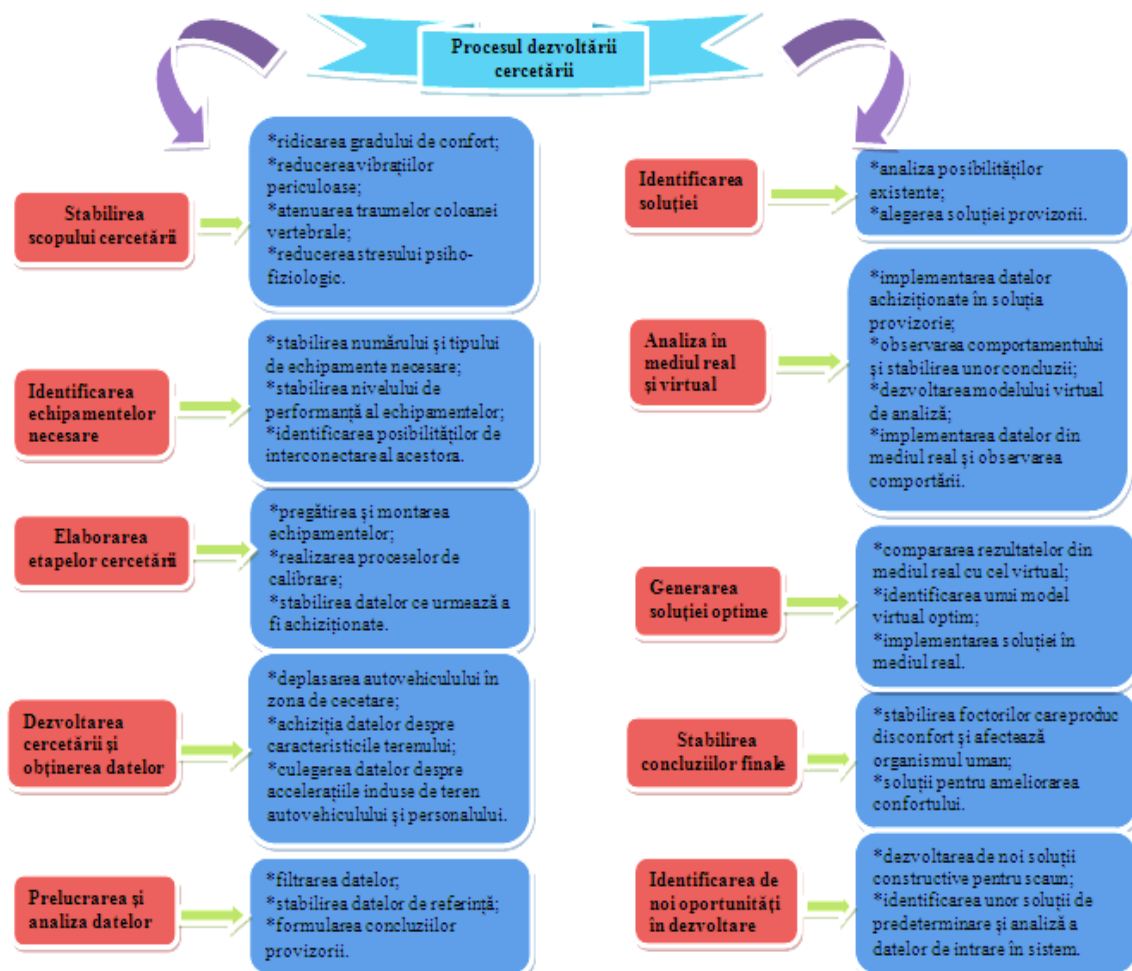 Procesul dezvoltării
cercetării
Stabilirea
scopului cercetării
*ridicarea gradului de confort;
*reducerea vibrațiilor
periculoase;
*atenuarea traumelor coloanei
vertebrale;
*reducerea stresului psiho-
fiziologic.
Identificarea
echipamentelor
necesare
*stabilirea numărului și tipului
de echipamente necesare;
*stabilirea nivelului de
performanță al echipamentelor;
*identificarea posibilităților de
interconectare al acestora.
Elaborarea
etapelor cercetării
*pregătirea și montarea
echipamentelor;
*realizarea proceselor de
calibrare;
*stabilirea datelor ce urmează a
fi achiziționate.
Dezvoltarea
cercetării și
obținerea datelor
*deplasarea autovehiculului în
zona de cecetare;
*achiziția datelor despre
caracteristicile terenului;
*culegerea datelor despre
accelerațiile induse de teren
autovehiculului și personalului.
Prelucrarea și
analiza datelor
*filtrarea datelor;
*stabilirea datelor de referință;
*formularea concluziilor
provizorii.
Identificarea
soluției
*analiza posibilităților
existente;
*alegerea soluției provizorii.
Analiza în
mediul real
și virtual
*implementarea datelor
achiziționate în soluția
provizorie;
*observarea comportamentului
și stabilirea unor concluzii;
*dezvoltarea modelului virtual
de analiză;
*implementarea datelor din
mediul real și observarea
comportării.
Generarea
soluției optime
*compararea rezultatelor din
mediul real cu cel virtual;
*identificarea unui model
virtual optim;
*implementarea soluției în
mediul real.
Stabilirea
concluziilor finale
*stabilirea foctorilor care produc
disconfort și afectează
organismul uman;
*soluții pentru ameliorarea
confortului.
Identificarea de
noi oportunități
în dezvoltare
*dezvoltarea de noi soluții
constructive pentru scaun;
*identificarea unor soluții de
predeterminare și analiză a
datelor de intrare în sistem.